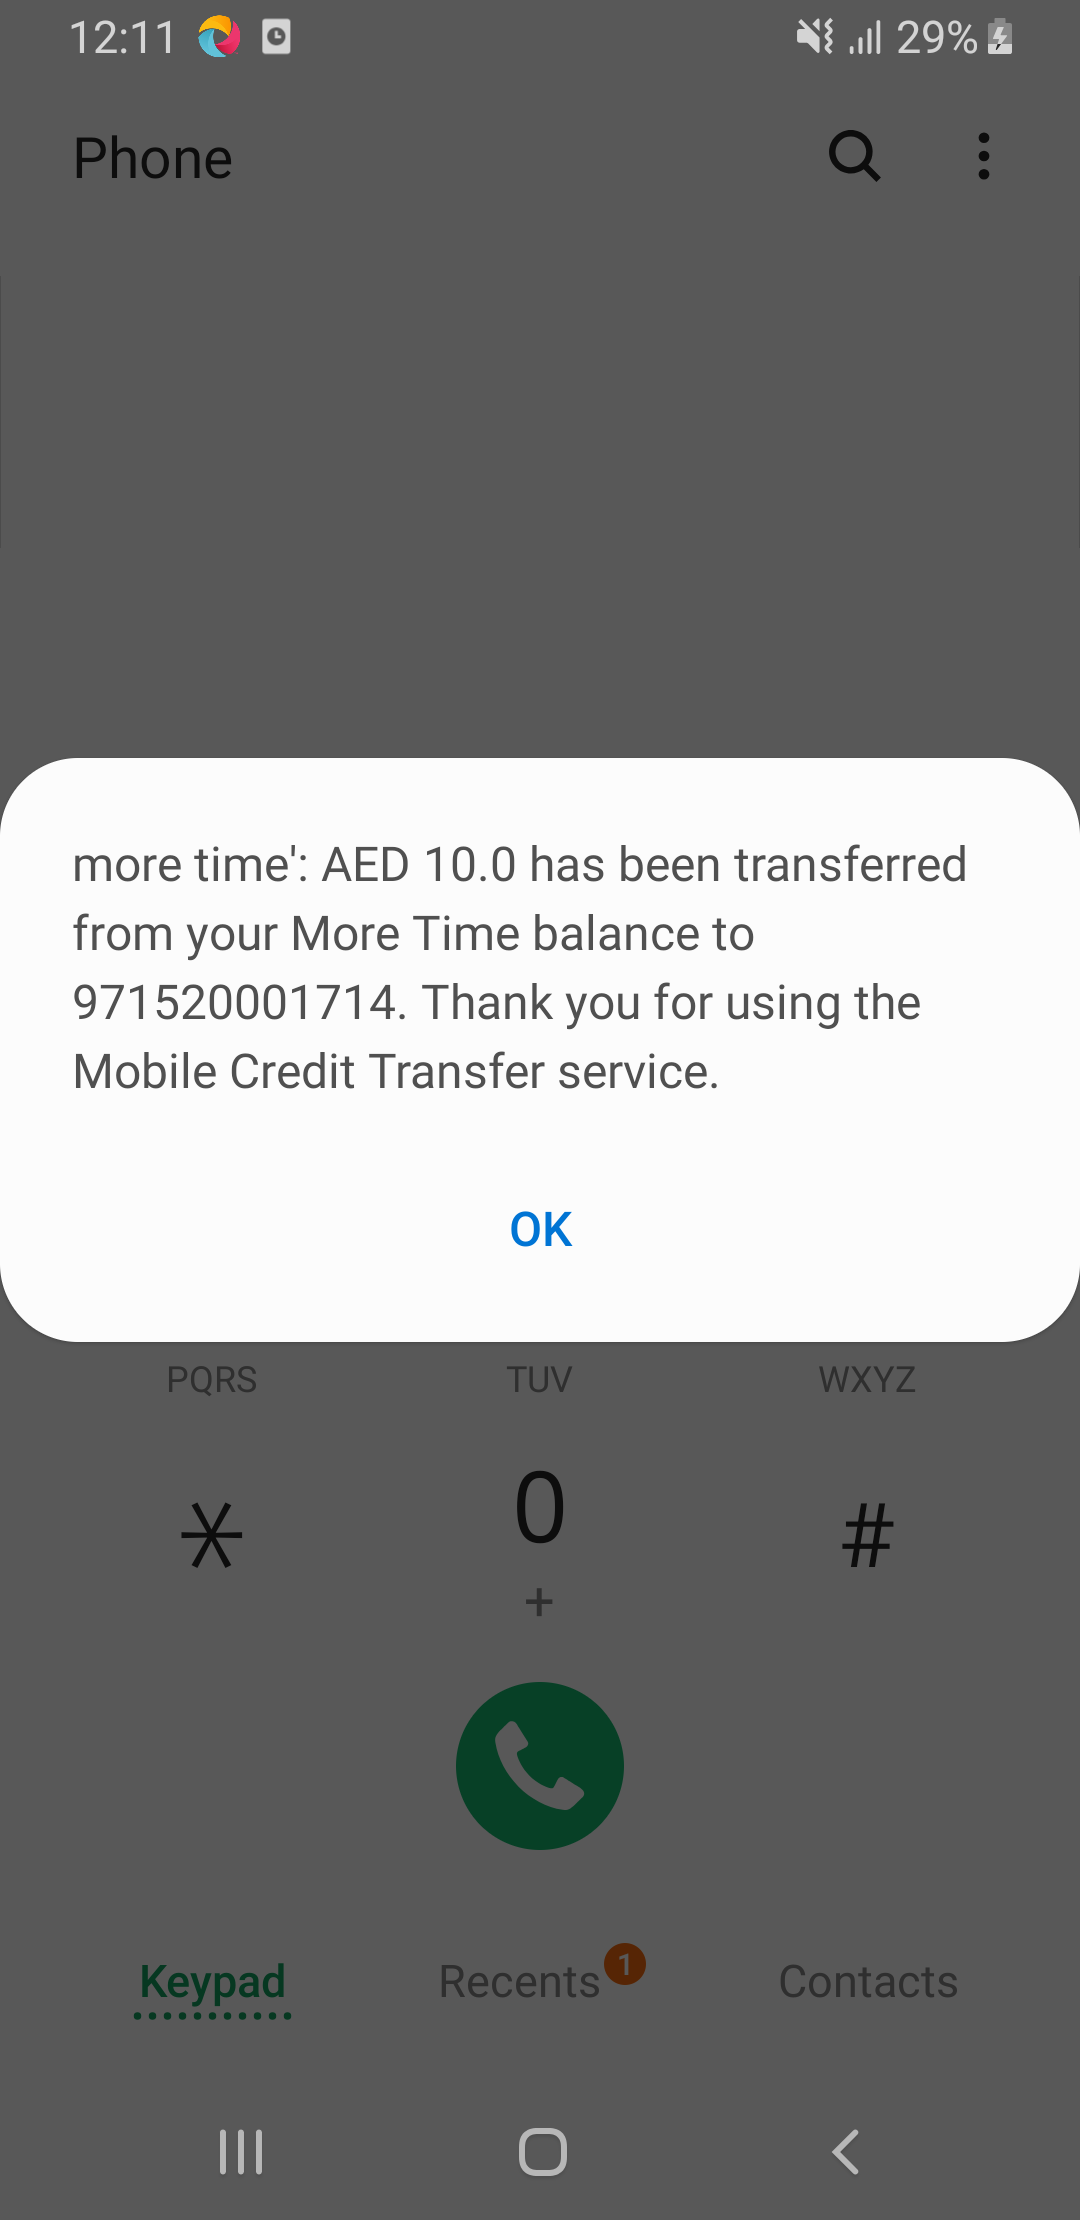 12:11
29%
Phone
more time': AED 10.0 has been transferred
from your More Time balance to
971520001714. Thank you for using the
Mobile Credit Transfer service.
OK
PQRS TUV WXYZ
* 0 #
+
Keypad Recents 1 Contacts